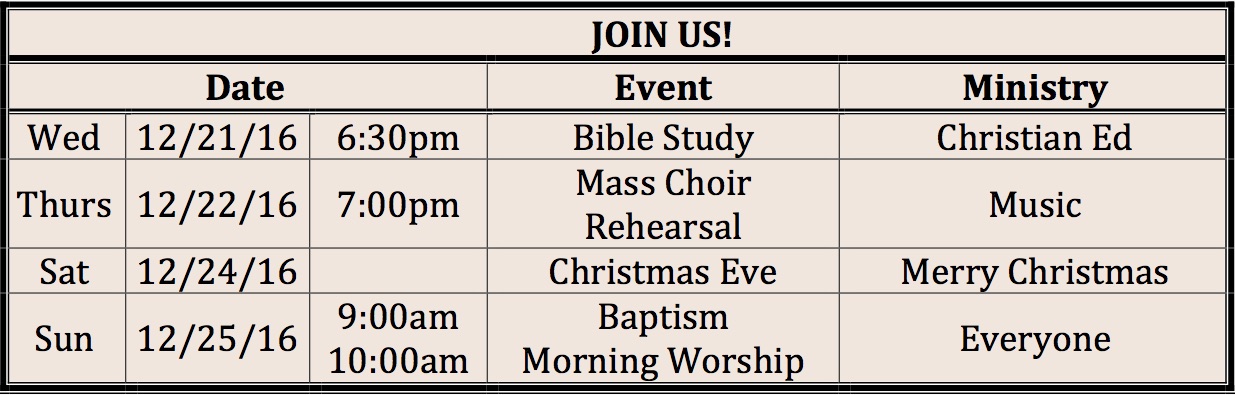 JOIN US!
Date Event Ministry
Wed 12/21/16 6:30pm Bible Study Christian Ed
Thurs 12/22/16 7:00pm Mass Choir Rehearsal Music
Sat 12/24/16 Christmas Eve Merry Christmas
Sun 12/25/16 9:00am Baptism Everyone
10:00am Morning Worship